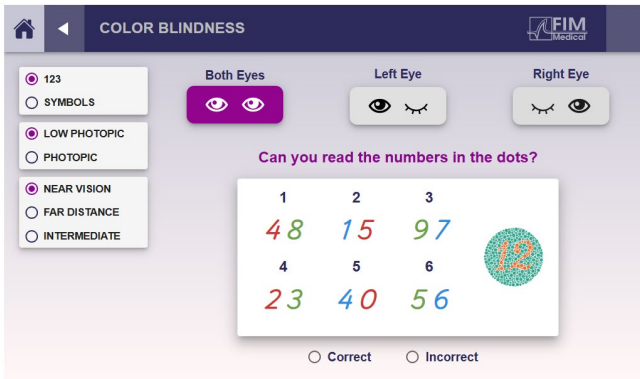 COLOR BLINDNESS
FIM
Medical
123
SYMBOLS
LOW PHOTOPIC
PHOTOPIC
NEAR VISION
FAR DISTANCE
INTERMEDIATE
Both Eyes
Left Eye
Right Eye
Can you read the numbers in the dots?
1 2 3
48 15 97
4 5 6
23 40 56
12
Correct
Incorrect